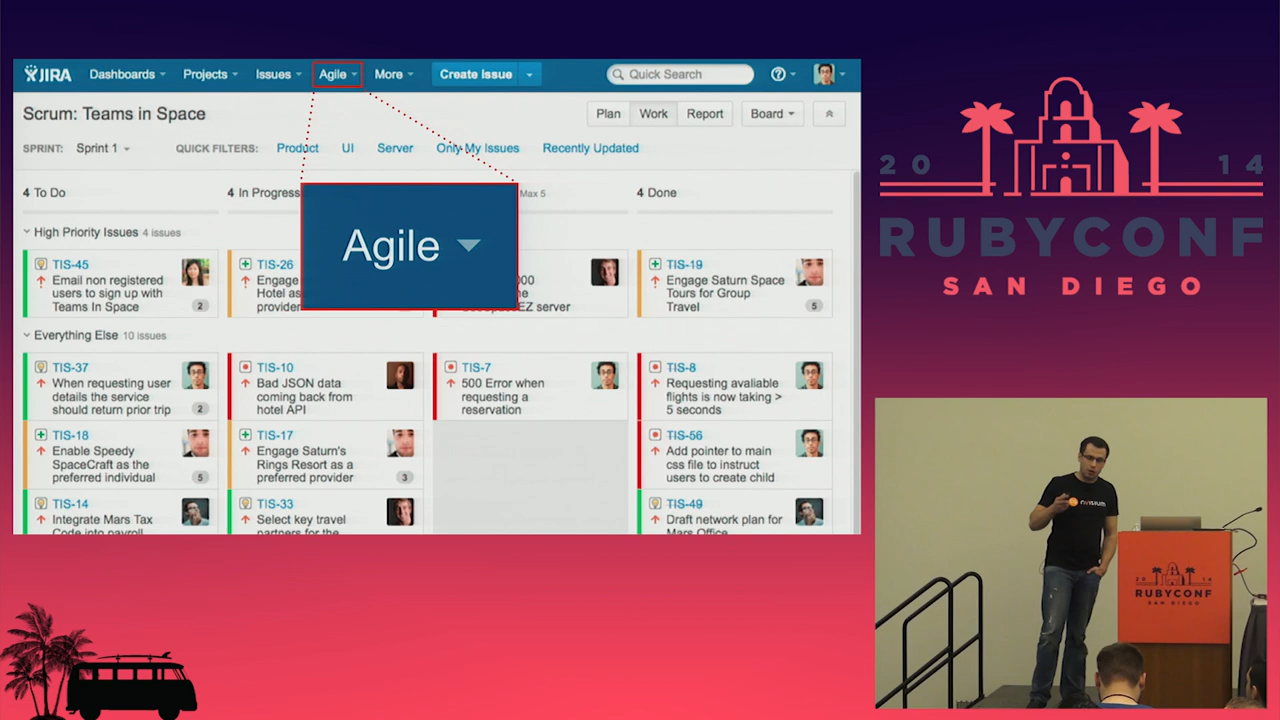 JIRA Dashboards Projects Issues Agile More Create Issue Quick Search
Scrum: Teams in Space
Plan Work Report Board
SPRINT: Sprint 1 QUICK FILTERS: Product UI Server Only My Issues Recently Updated
4 To Do
4 In Progress
Max 5
4 Done
Agile
High Priority Issues 4 issues
TIS-45
Email non registered
users to sign up with
Teams In Space
2
TIS-26
Engage
Hotel as
provider
EZ server
TIS-19
Engage Saturn Space
Tours for Group
Travel
5
Everything Else 10 issues
TIS-37
When requesting user
details the service
should return prior trip
2
TIS-10
Bad JSON data
coming back from
hotel API
TIS-7
500 Error when
requesting a
reservation
TIS-8
Requesting avaliable
flights is now taking >
5 seconds
TIS-18
Enable Speedy
SpaceCraft as the
preferred individual
5
TIS-17
Engage Saturn's
Rings Resort as a
preferred provider
3
TIS-56
Add pointer to main
css file to instruct
users to create child
TIS-14
Integrate Mars Tax
Code into payroll
TIS-33
Select key travel
partners for the
TIS-49
Draft network plan for
Mars Office
2014
RUBYCONF
SAN DIEGO
2014
RUBYCONF
SAN DIEGO